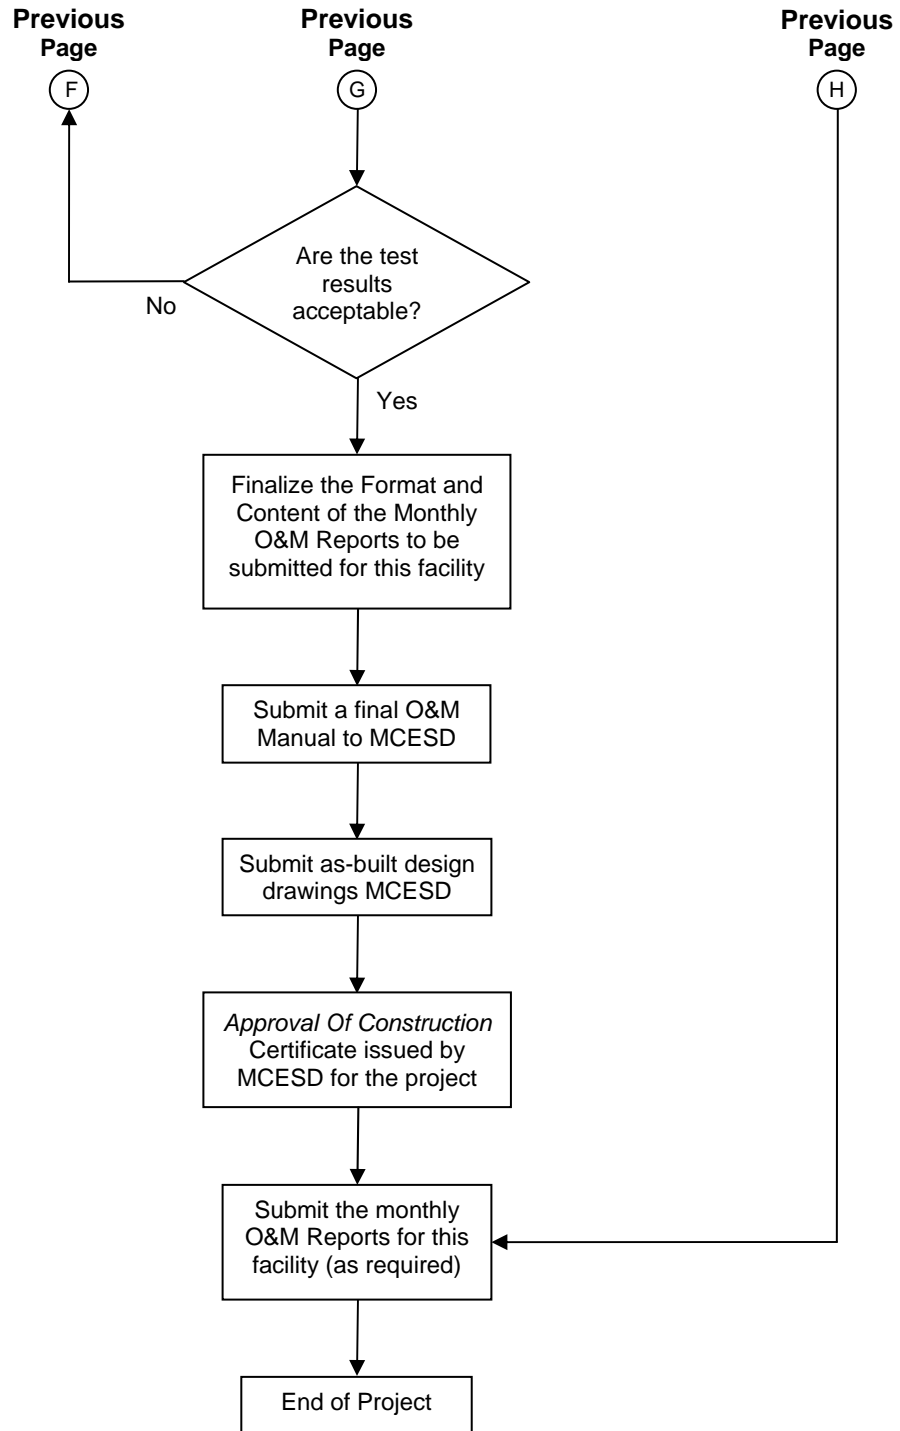 Previous
Page
F
Previous
Page
G
Previous
Page
H
Are the test
results
acceptable?
No
Yes
Finalize the Format and
Content of the Monthly
O&M Reports to be
submitted for this facility
Submit a final O&M
Manual to MCESD
Submit as-built design
drawings MCESD
Approval Of Construction
Certificate issued by
MCESD for the project
Submit the monthly
O&M Reports for this
facility (as required)
End of Project